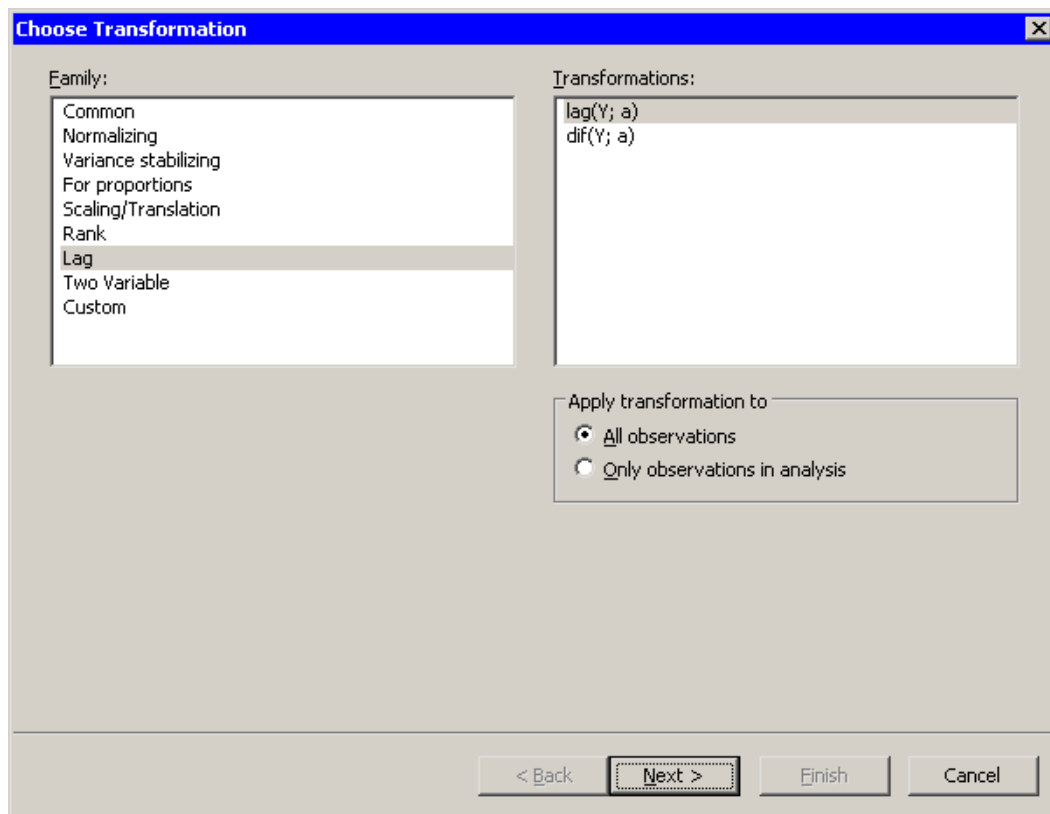 Choose Transformation
Family:
Common
Normalizing
Variance stabilizing
For proportions
Scaling/Translation
Rank
Lag
Two Variable
Custom
Transformations:
lag(Y; a)
dif(Y; a)
Apply transformation to
All observations
Only observations in analysis
< Back
Next >
Finish
Cancel